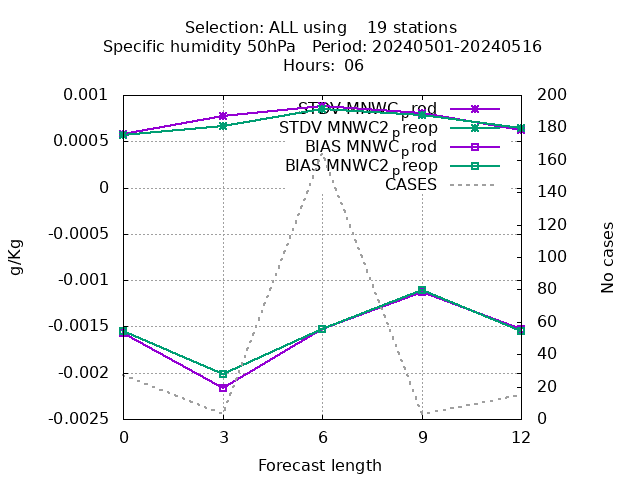 Selection: ALL using    19 stations
Specific humidity 50hPa   Period: 20240501-20240516
Hours:  06
0.001
0.0005
0
-0.0005
-0.001
-0.0015
-0.002
-0.0025
g/Kg
STDV MNWC_prod
STDV MNWC2_preop
BIAS MNWC_prod
BIAS MNWC2_preop
CASES
200
180
160
140
120
100
80
60
40
20
0
No cases
0 3 6 9 12
Forecast length